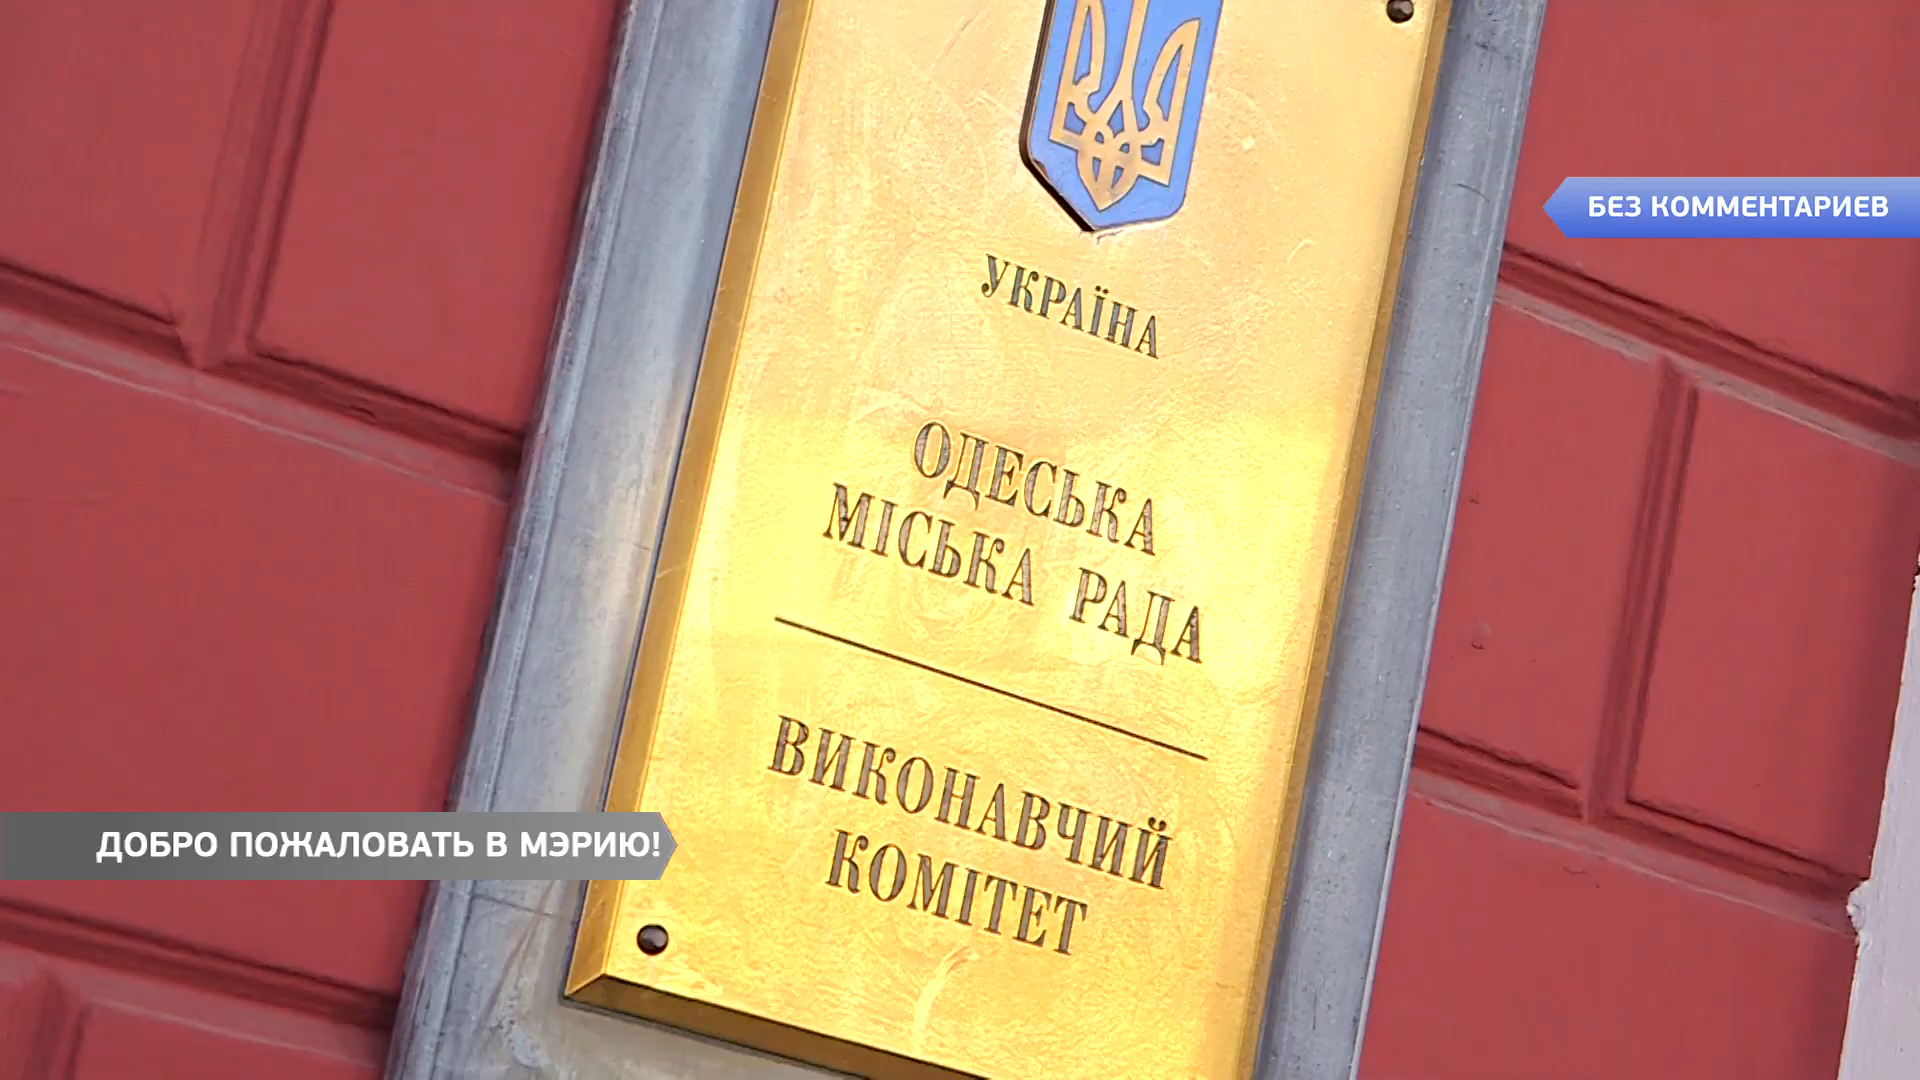 БЕЗ КОММЕНТАРИЕВ
УКРАЇНА
ОДЕСЬКА
МІСЬКА РАДА
ВИКОНАВЧИЙ
КОМІТЕТ
ДОБРО ПОЖАЛОВАТЬ В МЭРИЮ!